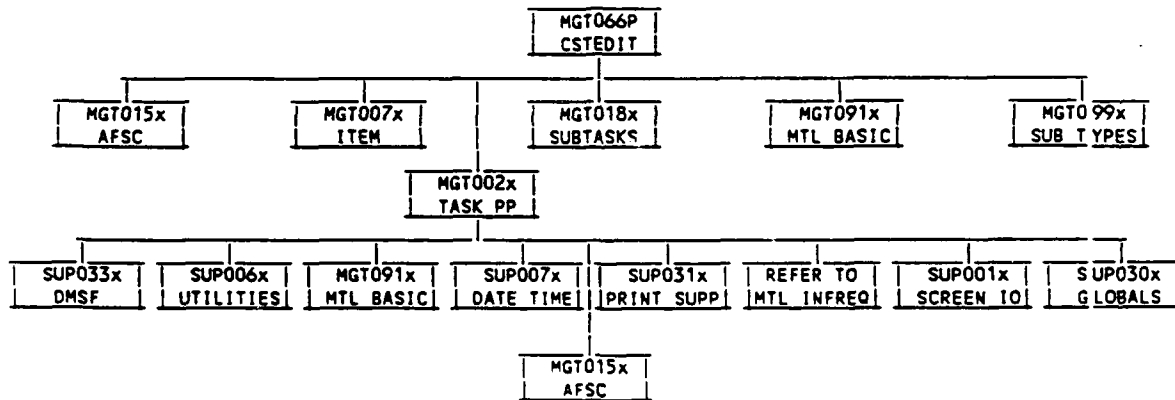 MGT066P
CSTEDIT
MGT015x
AFSC
MGT007x
ITEM
MGT018x
SUBTASKS
MGT091x
MTL BASIC
MGT099x
SUB TYPES
MGT002x
TASK PP
SUP033x
DMSF
SUP006x
UTILITIES
MGT091x
MTL BASIC
SUP007x
DATE TIME
SUP031x
PRINT SUPP
REFER TO
MTL INFREQ
SUP001x
SCREEN IO
SUP030x
GLOBALS
MGT015x
AFSC